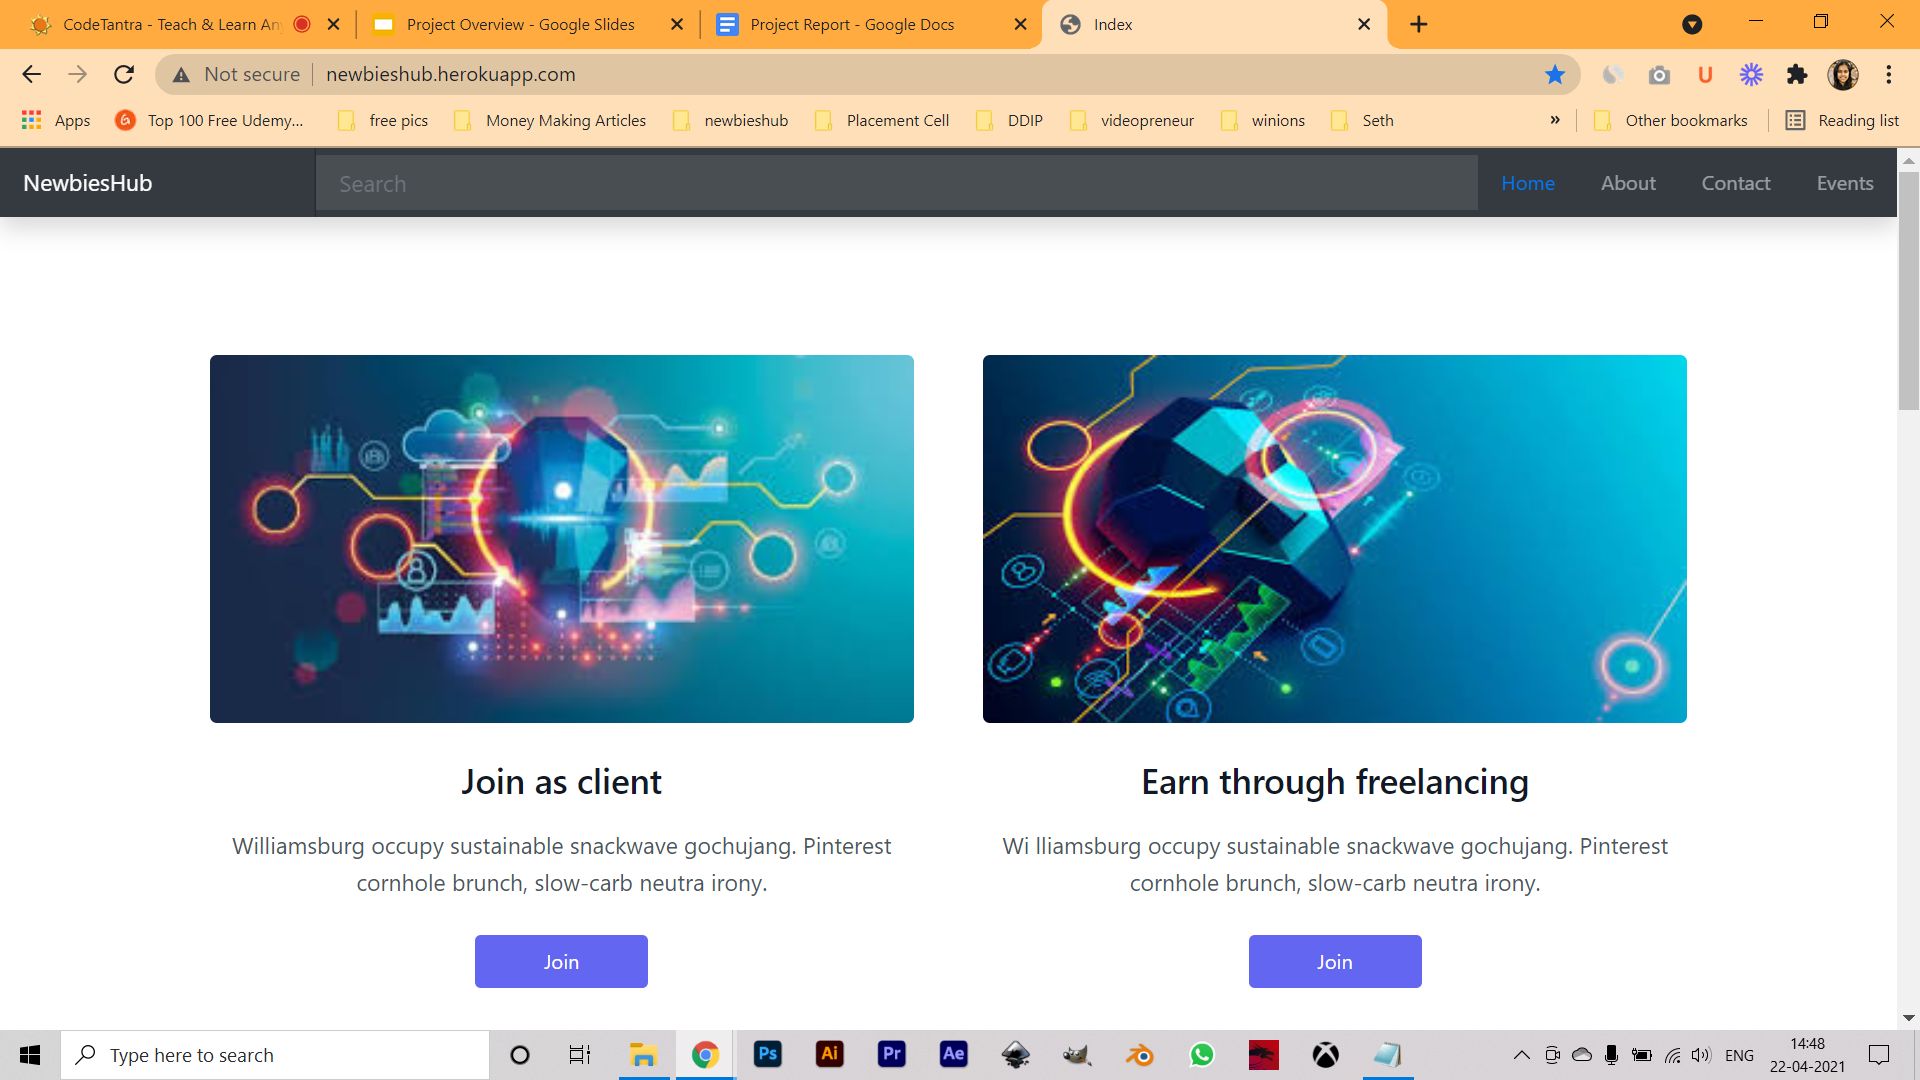 CodeTantra - Teach & Learn An
Project Overview - Google Slides
Project Report - Google Docs
Index
Not secure
newbieshub.herokuapp.com
U
Apps
Top 100 Free Udemy...
free pics
Money Making Articles
newbieshub
Placement Cell
DDIP
videopreneur
winions
Seth
»
Other bookmarks
Reading list
NewbiesHub
Search
Home
About
Contact
Events
Join as client
Williamsburg occupy sustainable snackwave gochujang. Pinterest
cornhole brunch, slow-carb neutra irony.
Join
Earn through freelancing
Wi lliamsburg occupy sustainable snackwave gochujang. Pinterest
cornhole brunch, slow-carb neutra irony.
Join
Type here to search
Ps
Ai
Pr
Ae
ENG
14:48
22-04-2021